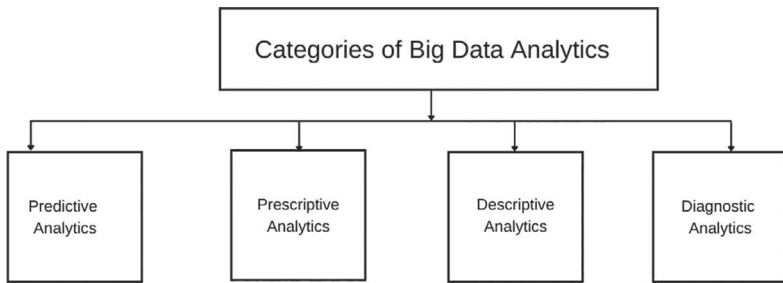 Categories of Big Data Analytics
Predictive
Analytics
Prescriptive
Analytics
Descriptive
Analytics
Diagnostic
Analytics